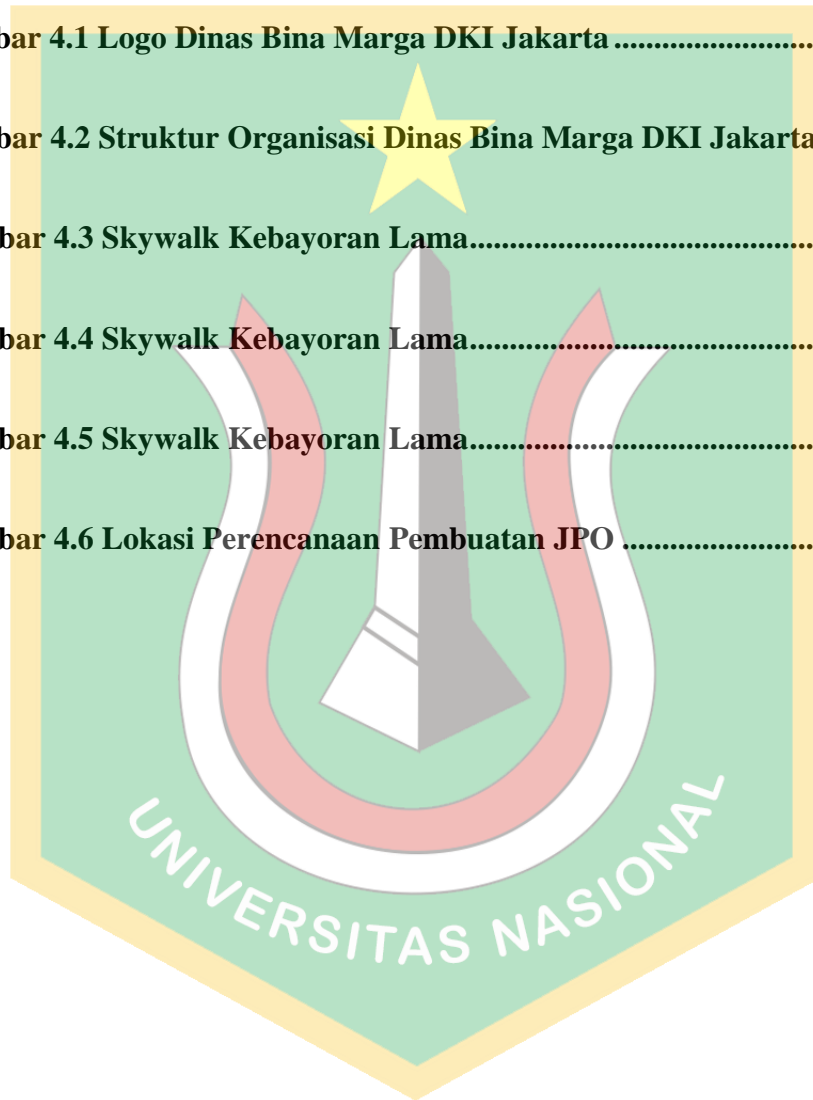 bar 4.1 Logo Dinas Bina Marga DKI Jakarta ........................
bar 4.2 Struktur Organisasi Dinas Bina Marga DKI Jakarta
bar 4.3 Skywalk Kebayoran Lama.........................................
bar 4.4 Skywalk Kebayoran Lama.........................................
bar 4.5 Skywalk Kebayoran Lama.........................................
bar 4.6 Lokasi Perencanaan Pembuatan JPO .......................
UNIVERSITAS NASIONAL